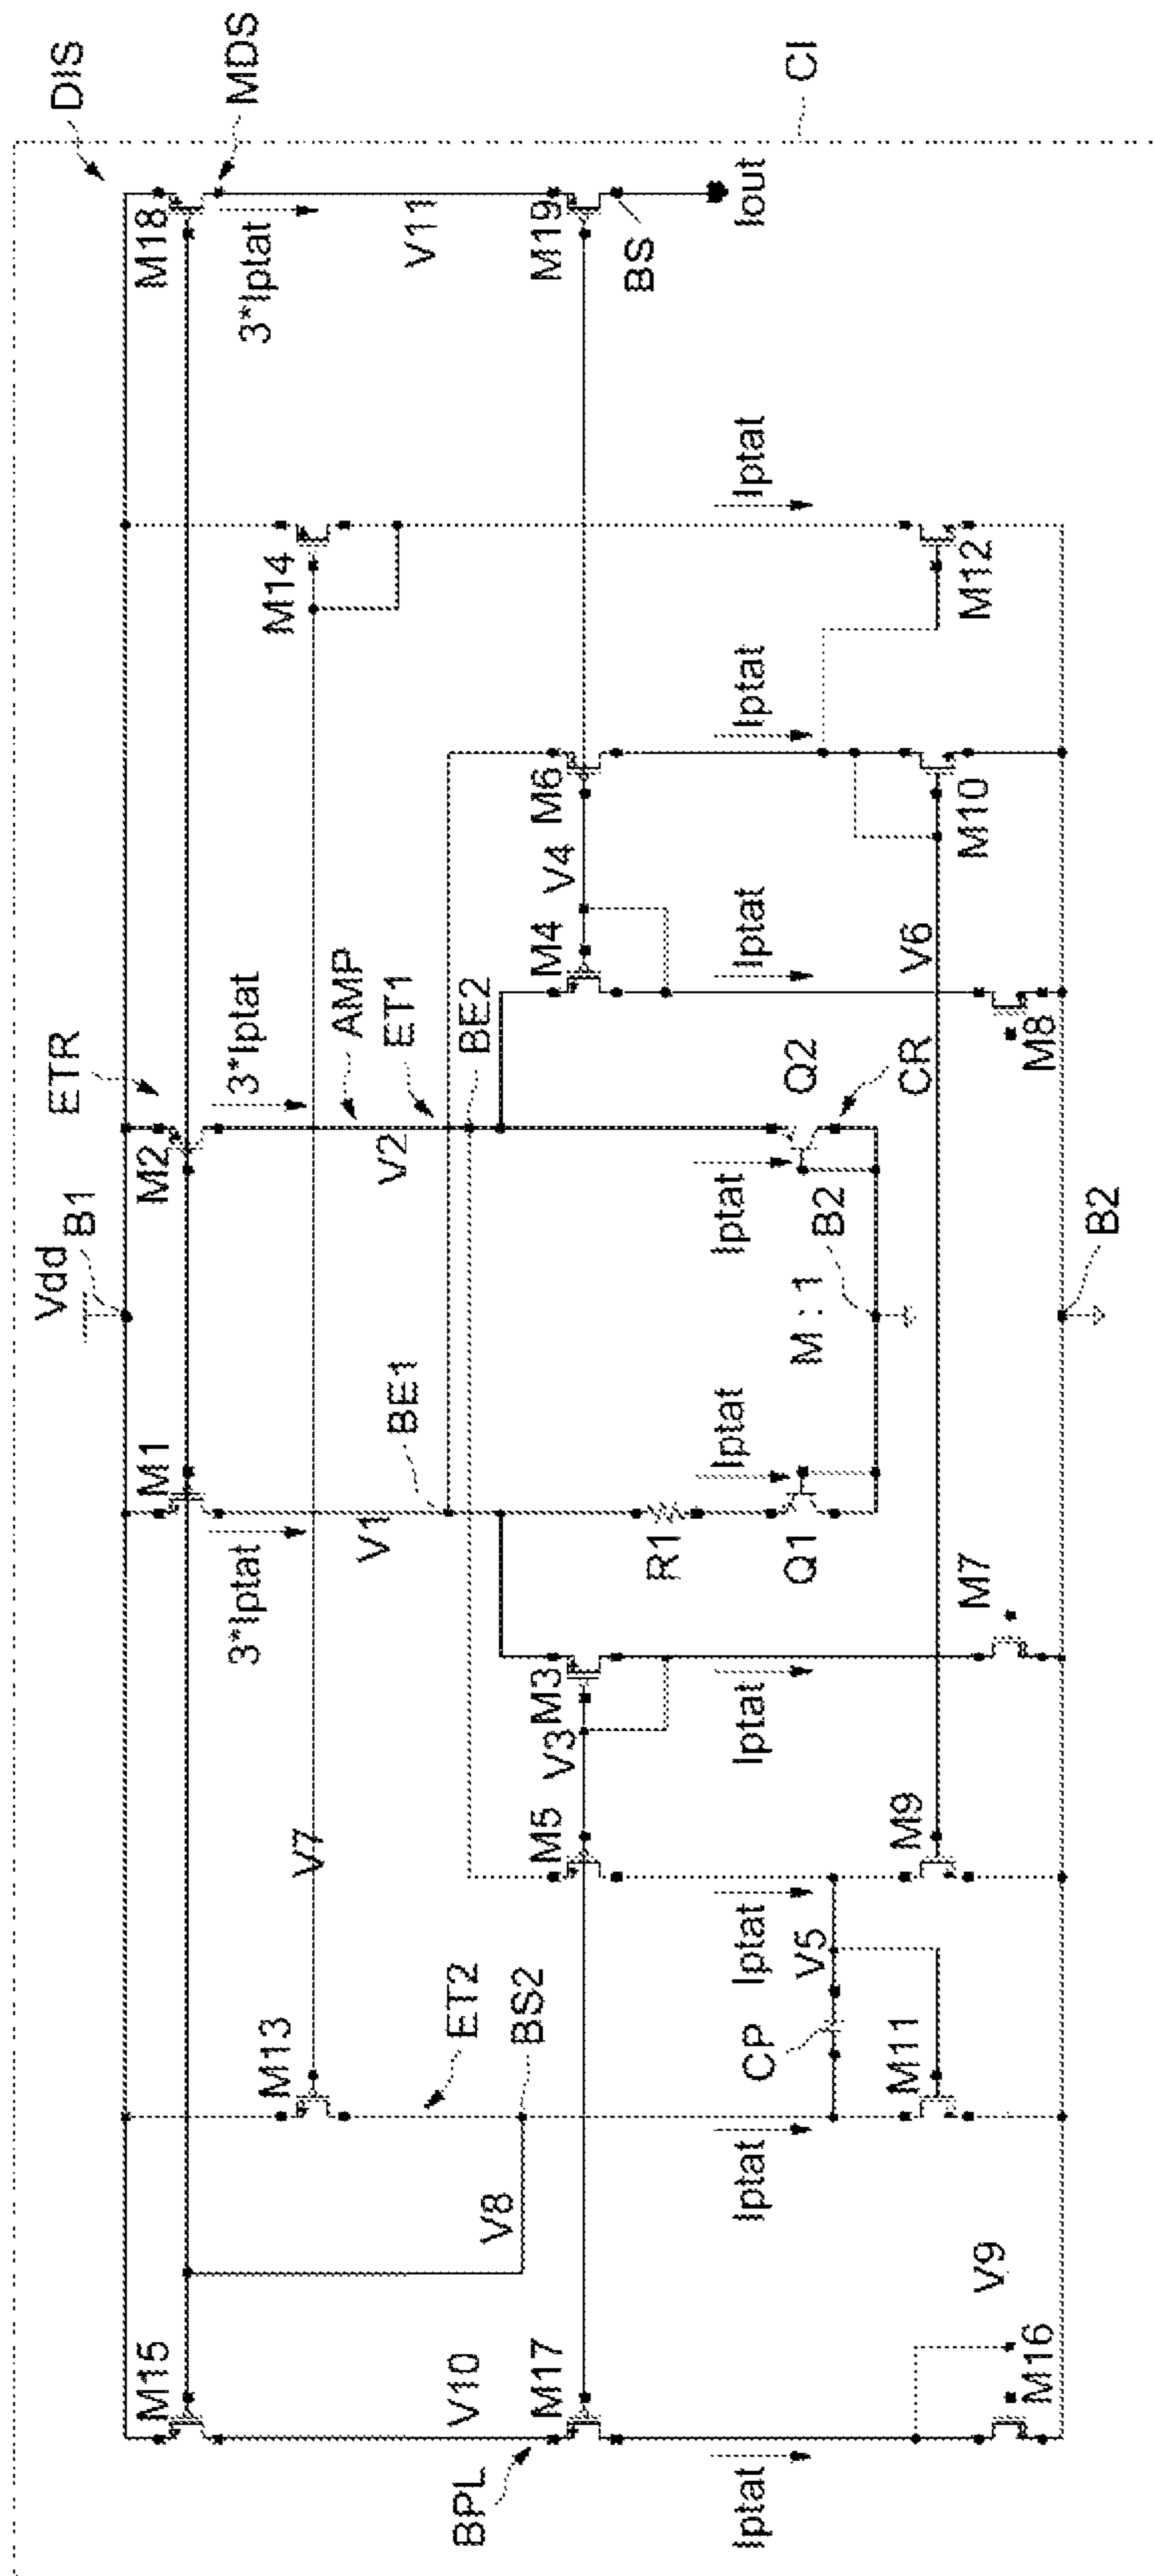 DIS
MDS
CI
M18
3*Iptat
V11
M19
BS
Iout
M14
Iptat
M12
ETR
M2
3*Iptat
AMP
ET1
V2
BE2
M4
V4
M6
Iptat
Iptat
V6
M10
M8
Q2
CR
Iptat
B2
M : 1
Vdd
B1
B2
M1
3*Iptat
V1
BE1
R1
Iptat
Q1
M3
V3
Iptat
M7
M5
Iptat
V5
M9
V7
M13
ET2
BS2
CP
M11
Iptat
V8
M15
V10
BPL
M17
Iptat
V9
M16